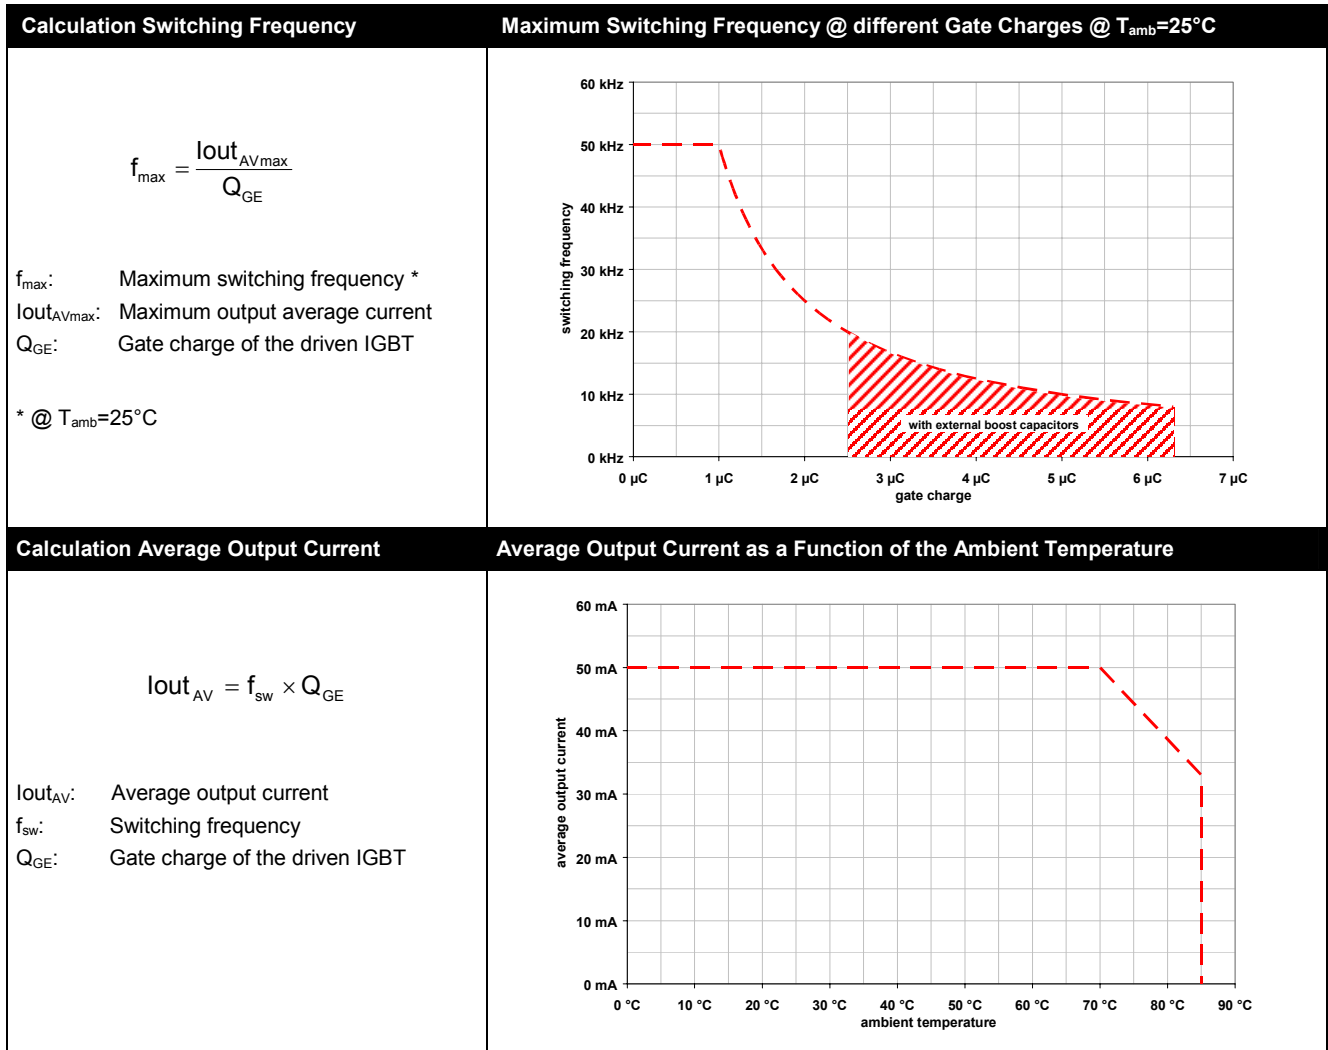 Calculation Switching Frequency
Maximum Switching Frequency @ different Gate Charges @ Tamb=25°C
fmax = IoutAVmax / QGE
fmax: Maximum switching frequency *
IoutAVmax: Maximum output average current
QGE: Gate charge of the driven IGBT
* @ Tamb=25°C
60 kHz
50 kHz
40 kHz
30 kHz
20 kHz
10 kHz
0 kHz
switching frequency
with external boost capacitors
0 µC 1 µC 2 µC 3 µC 4 µC 5 µC 6 µC 7 µC
gate charge
Calculation Average Output Current
Average Output Current as a Function of the Ambient Temperature
IoutAV = fsw × QGE
IoutAV: Average output current
fsw: Switching frequency
QGE: Gate charge of the driven IGBT
60 mA
50 mA
40 mA
30 mA
20 mA
10 mA
0 mA
average output current
0 °C 10 °C 20 °C 30 °C 40 °C 50 °C 60 °C 70 °C 80 °C 90 °C
ambient temperature